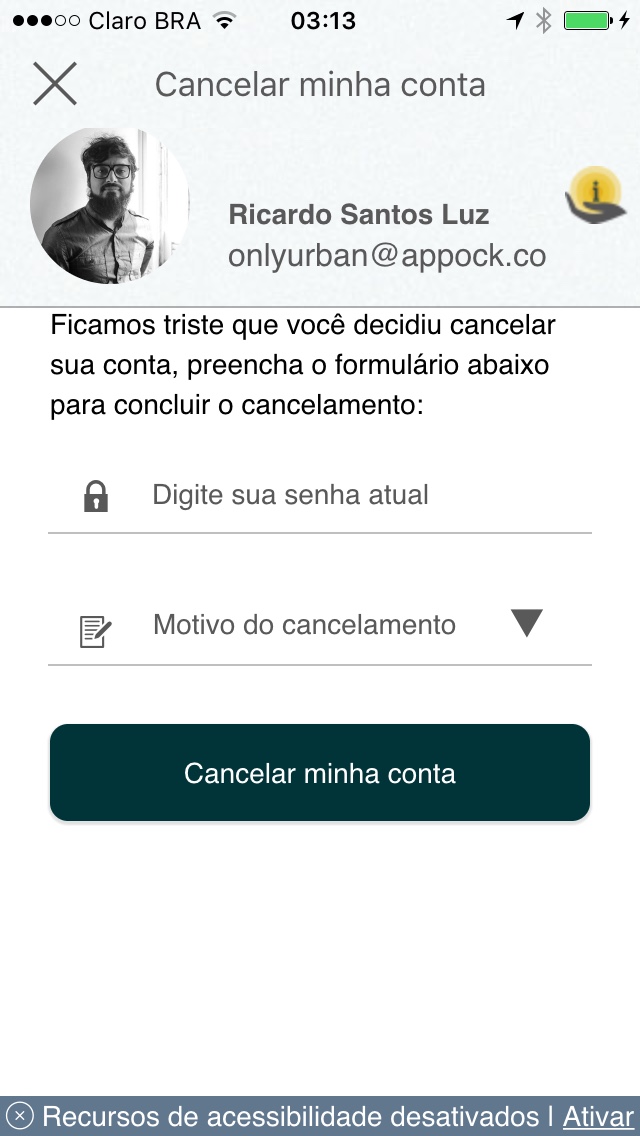 Claro BRA 03:13
Cancelar minha conta
Ricardo Santos Luz
onlyurban@appock.co
Ficamos triste que você decidiu cancelar
sua conta, preencha o formulário abaixo
para concluir o cancelamento:
Digite sua senha atual
Motivo do cancelamento
Cancelar minha conta
Recursos de acessibilidade desativados | Ativar